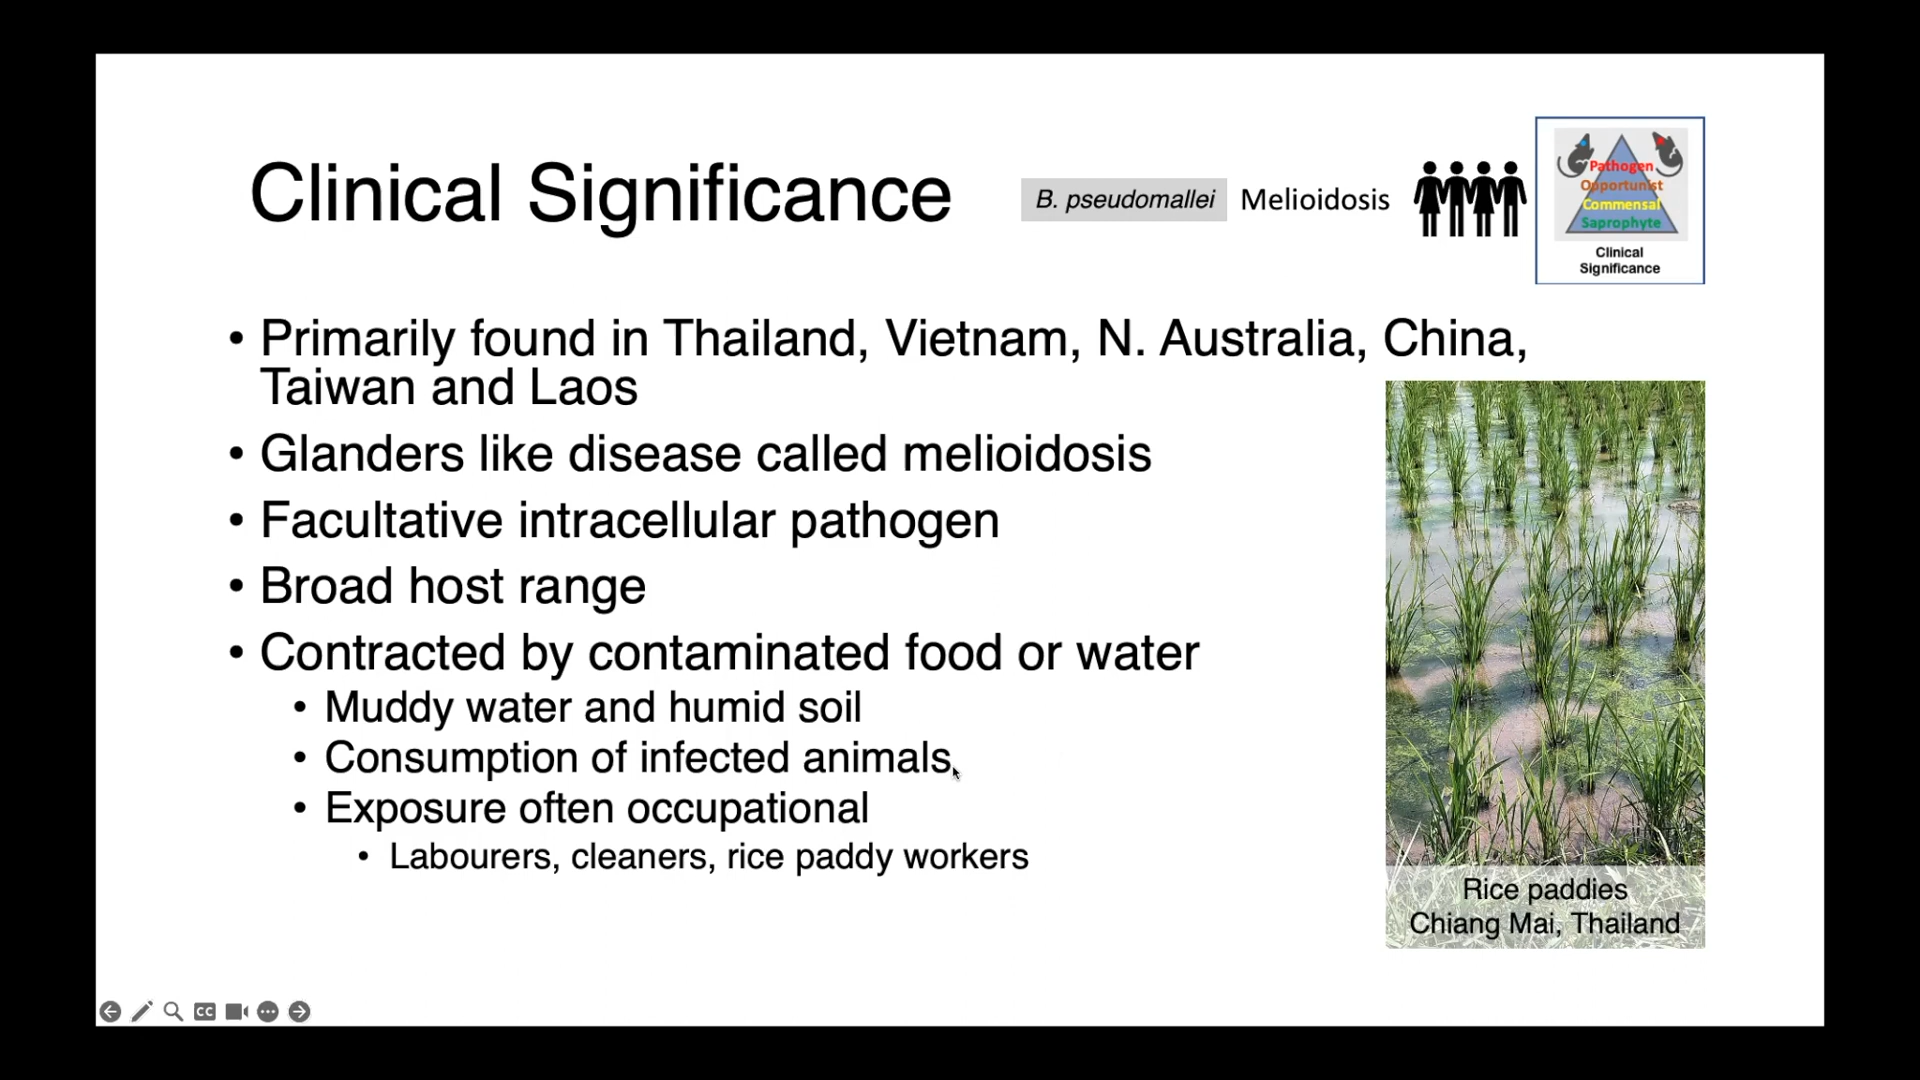 Clinical Significance
B. pseudomallei
Melioidosis
Pathogen
Opportunist
Commensal
Saprophyte
Clinical
Significance
• Primarily found in Thailand, Vietnam, N. Australia, China,
Taiwan and Laos
• Glanders like disease called melioidosis
• Facultative intracellular pathogen
• Broad host range
• Contracted by contaminated food or water
• Muddy water and humid soil
• Consumption of infected animals
• Exposure often occupational
• Labourers, cleaners, rice paddy workers
Rice paddies
Chiang Mai, Thailand
CC